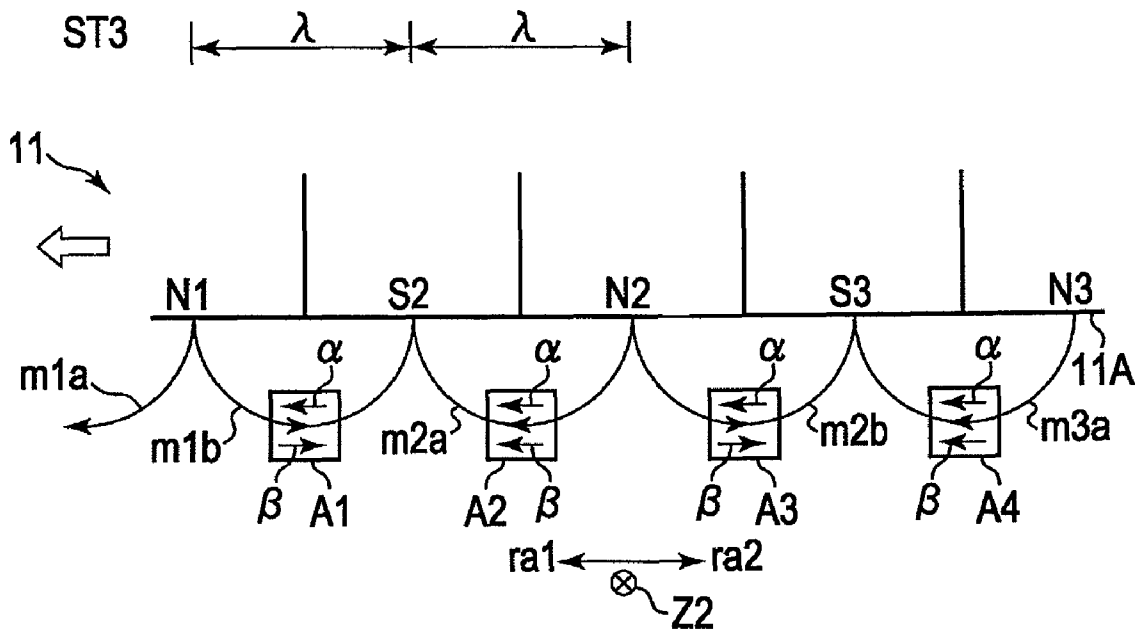 ST3 λ λ
11
N1 S2 N2 S3 N3
m1a α α α α 11A
m1b m2a m2b m3a
β A1 A2 β β A3 β A4
ra1 ra2
Z2